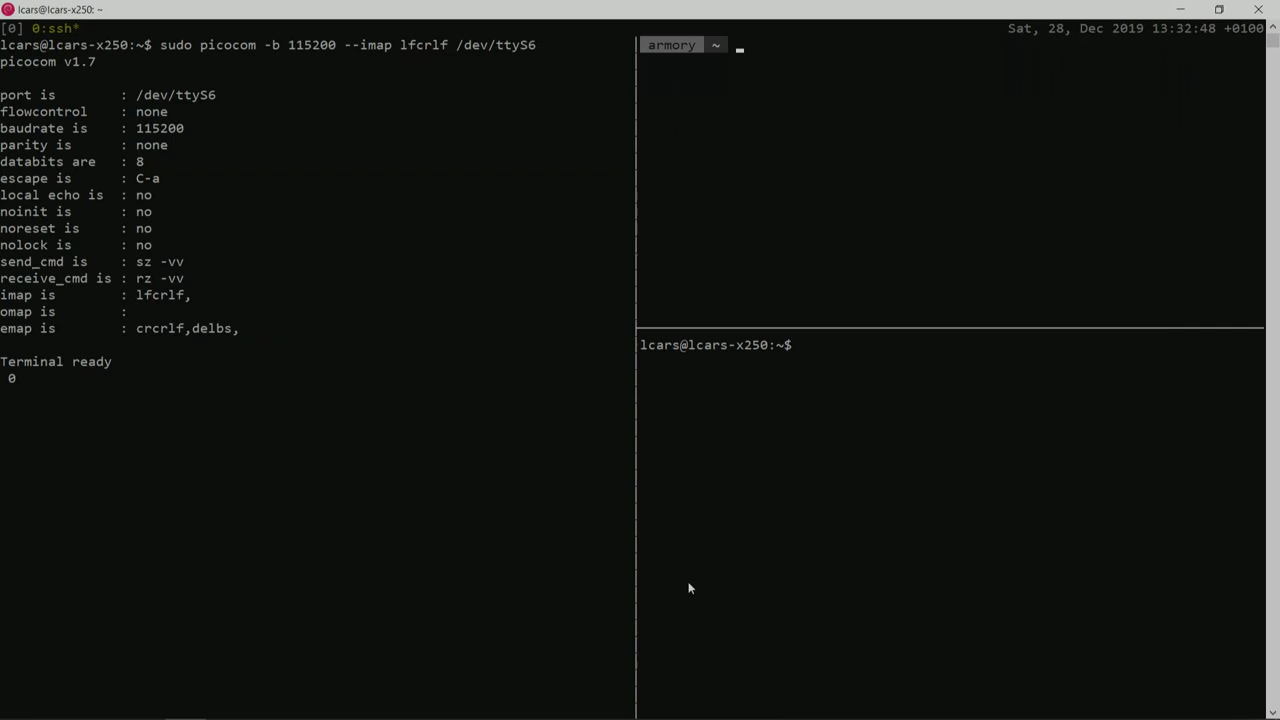 lcars@lcars-x250: ~
[0] 0:ssh*
Sat, 28, Dec 2019 13:32:48 +0100
lcars@lcars-x250:~$ sudo picocom -b 115200 --imap lfcrlf /dev/ttyS6
picocom v1.7
port is : /dev/ttyS6
flowcontrol : none
baudrate is : 115200
parity is : none
databits are : 8
escape is : C-a
local echo is : no
noinit is : no
noreset is : no
nolock is : no
send_cmd is : sz -vv
receive_cmd is : rz -vv
imap is : lfcrlf,
omap is :
emap is : crcrlf,delbs,
Terminal ready
0
armory ~
lcars@lcars-x250:~$